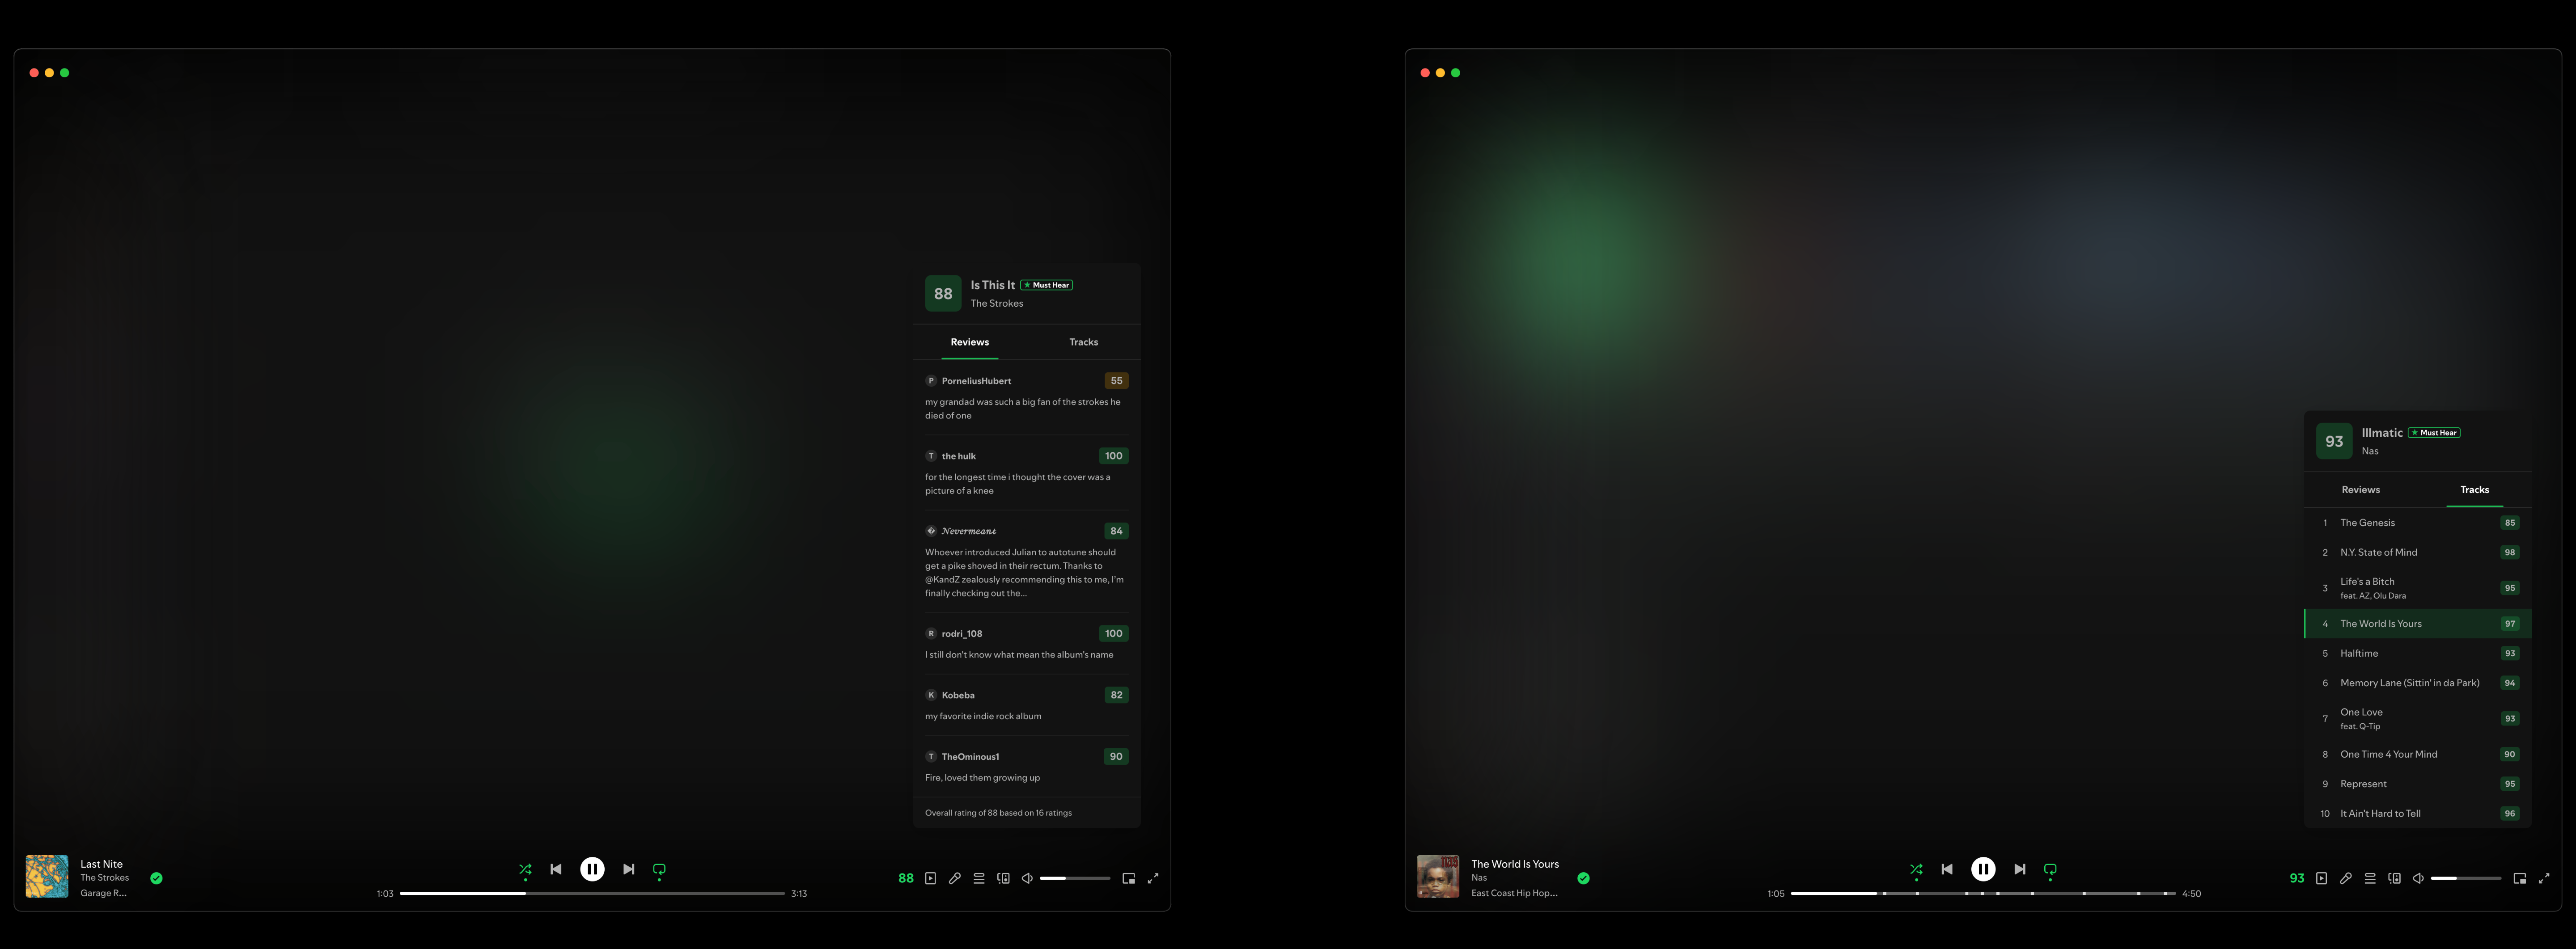 88
Is This It
★ Must Hear
The Strokes
Reviews
Tracks
P
PorneliusHubert
55
my grandad was such a big fan of the strokes he
died of one
T
the hulk
100
for the longest time i thought the cover was a
picture of a knee
𝓝𝓮𝓿𝓮𝓻𝓶𝓮𝓪𝓷𝓽
84
Whoever introduced Julian to autotune should
get a pike shoved in their rectum. Thanks to
@KandZ zealously recommending this to me, I'm
finally checking out the...
R
rodri_108
100
I still don't know what mean the album's name
K
Kobeba
82
my favorite indie rock album
T
TheOminous1
90
Fire, loved them growing up
Overall rating of 88 based on 16 ratings
Last Nite
The Strokes
Garage R...
1:03
3:13
88
93
Illmatic
★ Must Hear
Nas
Reviews
Tracks
1 The Genesis 85
2 N.Y. State of Mind 98
3 Life's a Bitch 95
feat. AZ, Olu Dara
4 The World Is Yours 97
5 Halftime 93
6 Memory Lane (Sittin' in da Park) 94
7 One Love 93
feat. Q-Tip
8 One Time 4 Your Mind 90
9 Represent 95
10 It Ain't Hard to Tell 96
The World Is Yours
Nas
East Coast Hip Hop...
1:05
4:50
93